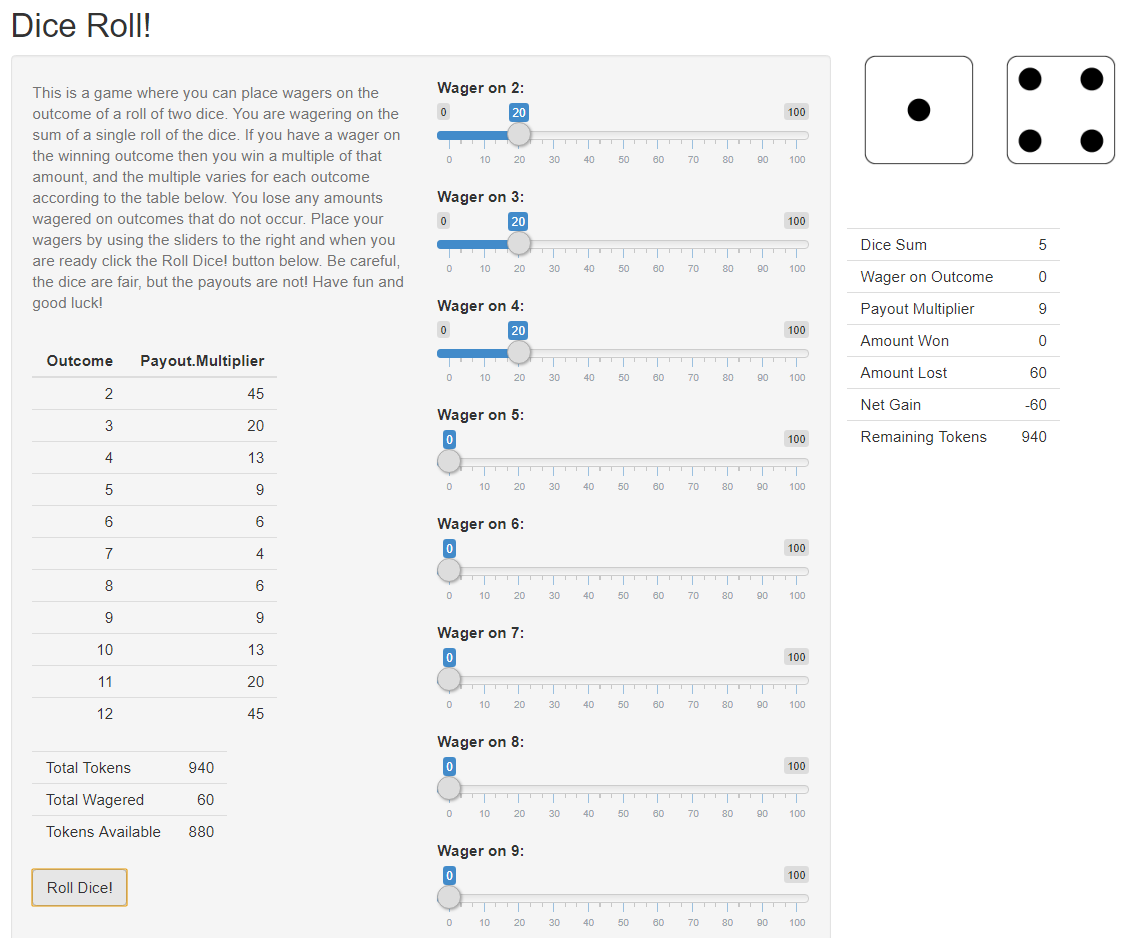 Dice Roll!
This is a game where you can place wagers on the
outcome of a roll of two dice. You are wagering on the
sum of a single roll of the dice. If you have a wager on
the winning outcome then you win a multiple of that
amount, and the multiple varies for each outcome
according to the table below. You lose any amounts
wagered on outcomes that do not occur. Place your
wagers by using the sliders to the right and when you
are ready click the Roll Dice! button below. Be careful,
the dice are fair, but the payouts are not! Have fun and
good luck!
Outcome Payout.Multiplier
2 45
3 20
4 13
5 9
6 6
7 4
8 6
9 9
10 13
11 20
12 45
Total Tokens 940
Total Wagered 60
Tokens Available 880
Roll Dice!
Wager on 2:
0 20 100
0 10 20 30 40 50 60 70 80 90 100
Wager on 3:
0 20 100
0 10 20 30 40 50 60 70 80 90 100
Wager on 4:
0 20 100
0 10 20 30 40 50 60 70 80 90 100
Wager on 5:
0 100
0 10 20 30 40 50 60 70 80 90 100
Wager on 6:
0 100
0 10 20 30 40 50 60 70 80 90 100
Wager on 7:
0 100
0 10 20 30 40 50 60 70 80 90 100
Wager on 8:
0 100
0 10 20 30 40 50 60 70 80 90 100
Wager on 9:
0 100
0 10 20 30 40 50 60 70 80 90 100
Dice Sum 5
Wager on Outcome 0
Payout Multiplier 9
Amount Won 0
Amount Lost 60
Net Gain -60
Remaining Tokens 940